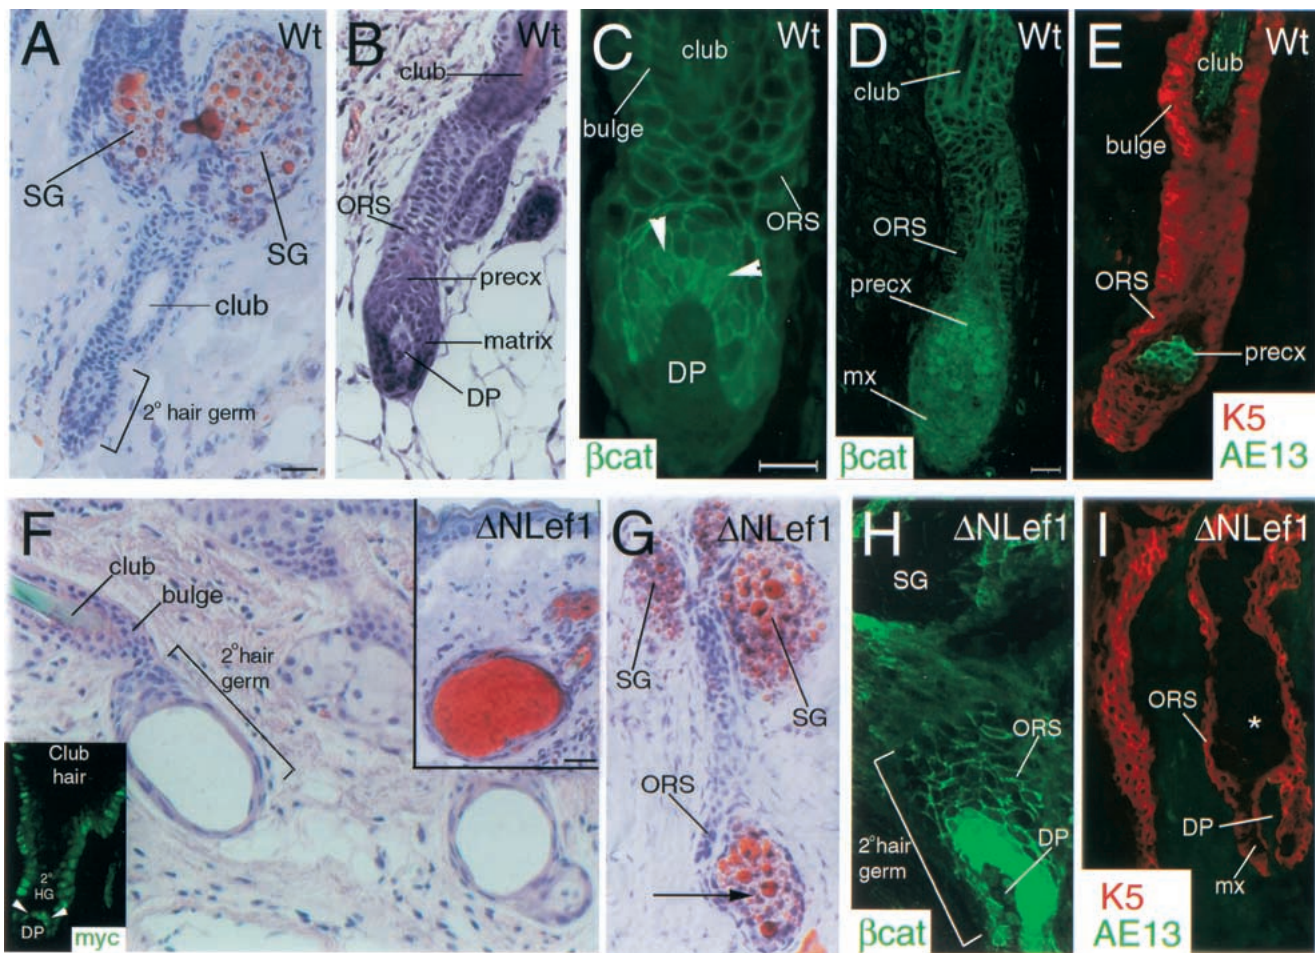 A
Wt
SG
SG
club
2° hair germ
B
Wt
club
ORS
precx
matrix
DP
C
Wt
club
bulge
ORS
DP
βcat
D
Wt
club
ORS
precx
mx
βcat
E
Wt
club
bulge
ORS
precx
K5
AE13
F
ΔNLef1
club
bulge
2° hair
germ
Club
hair
2°
HG
DP
myc
G
ΔNLef1
SG
SG
ORS
H
ΔNLef1
SG
ORS
2° hair
germ
DP
βcat
I
ΔNLef1
ORS
*
DP
mx
K5
AE13